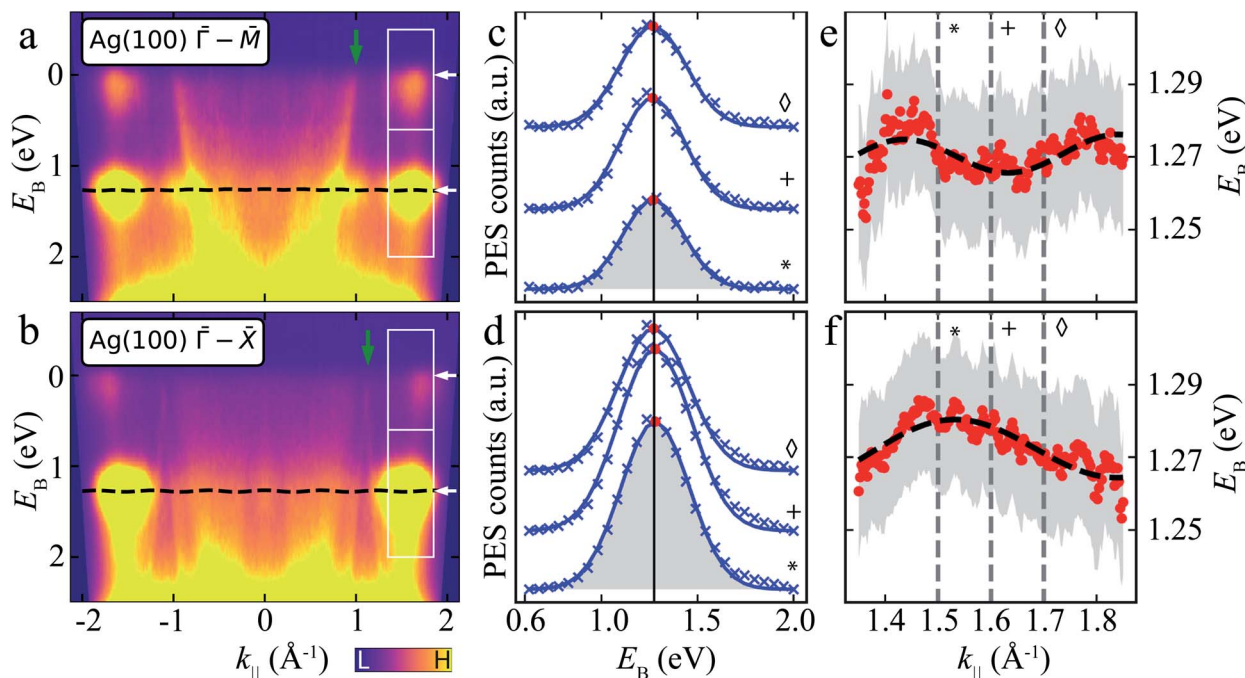 a
Ag(100) Γ̄ − M̄
0
1
2
E_B (eV)
b
Ag(100) Γ̄ − X̄
0
1
2
E_B (eV)
-2 -1 0 1 2
k_|| (Å⁻¹)
L H
c
◊
+
*
PES counts (a.u.)
d
◊
+
*
PES counts (a.u.)
0.6 1.0 1.5 2.0
E_B (eV)
e
* + ◊
1.29
1.27
1.25
E_B (eV)
f
* + ◊
1.29
1.27
1.25
E_B (eV)
1.4 1.5 1.6 1.7 1.8
k_|| (Å⁻¹)